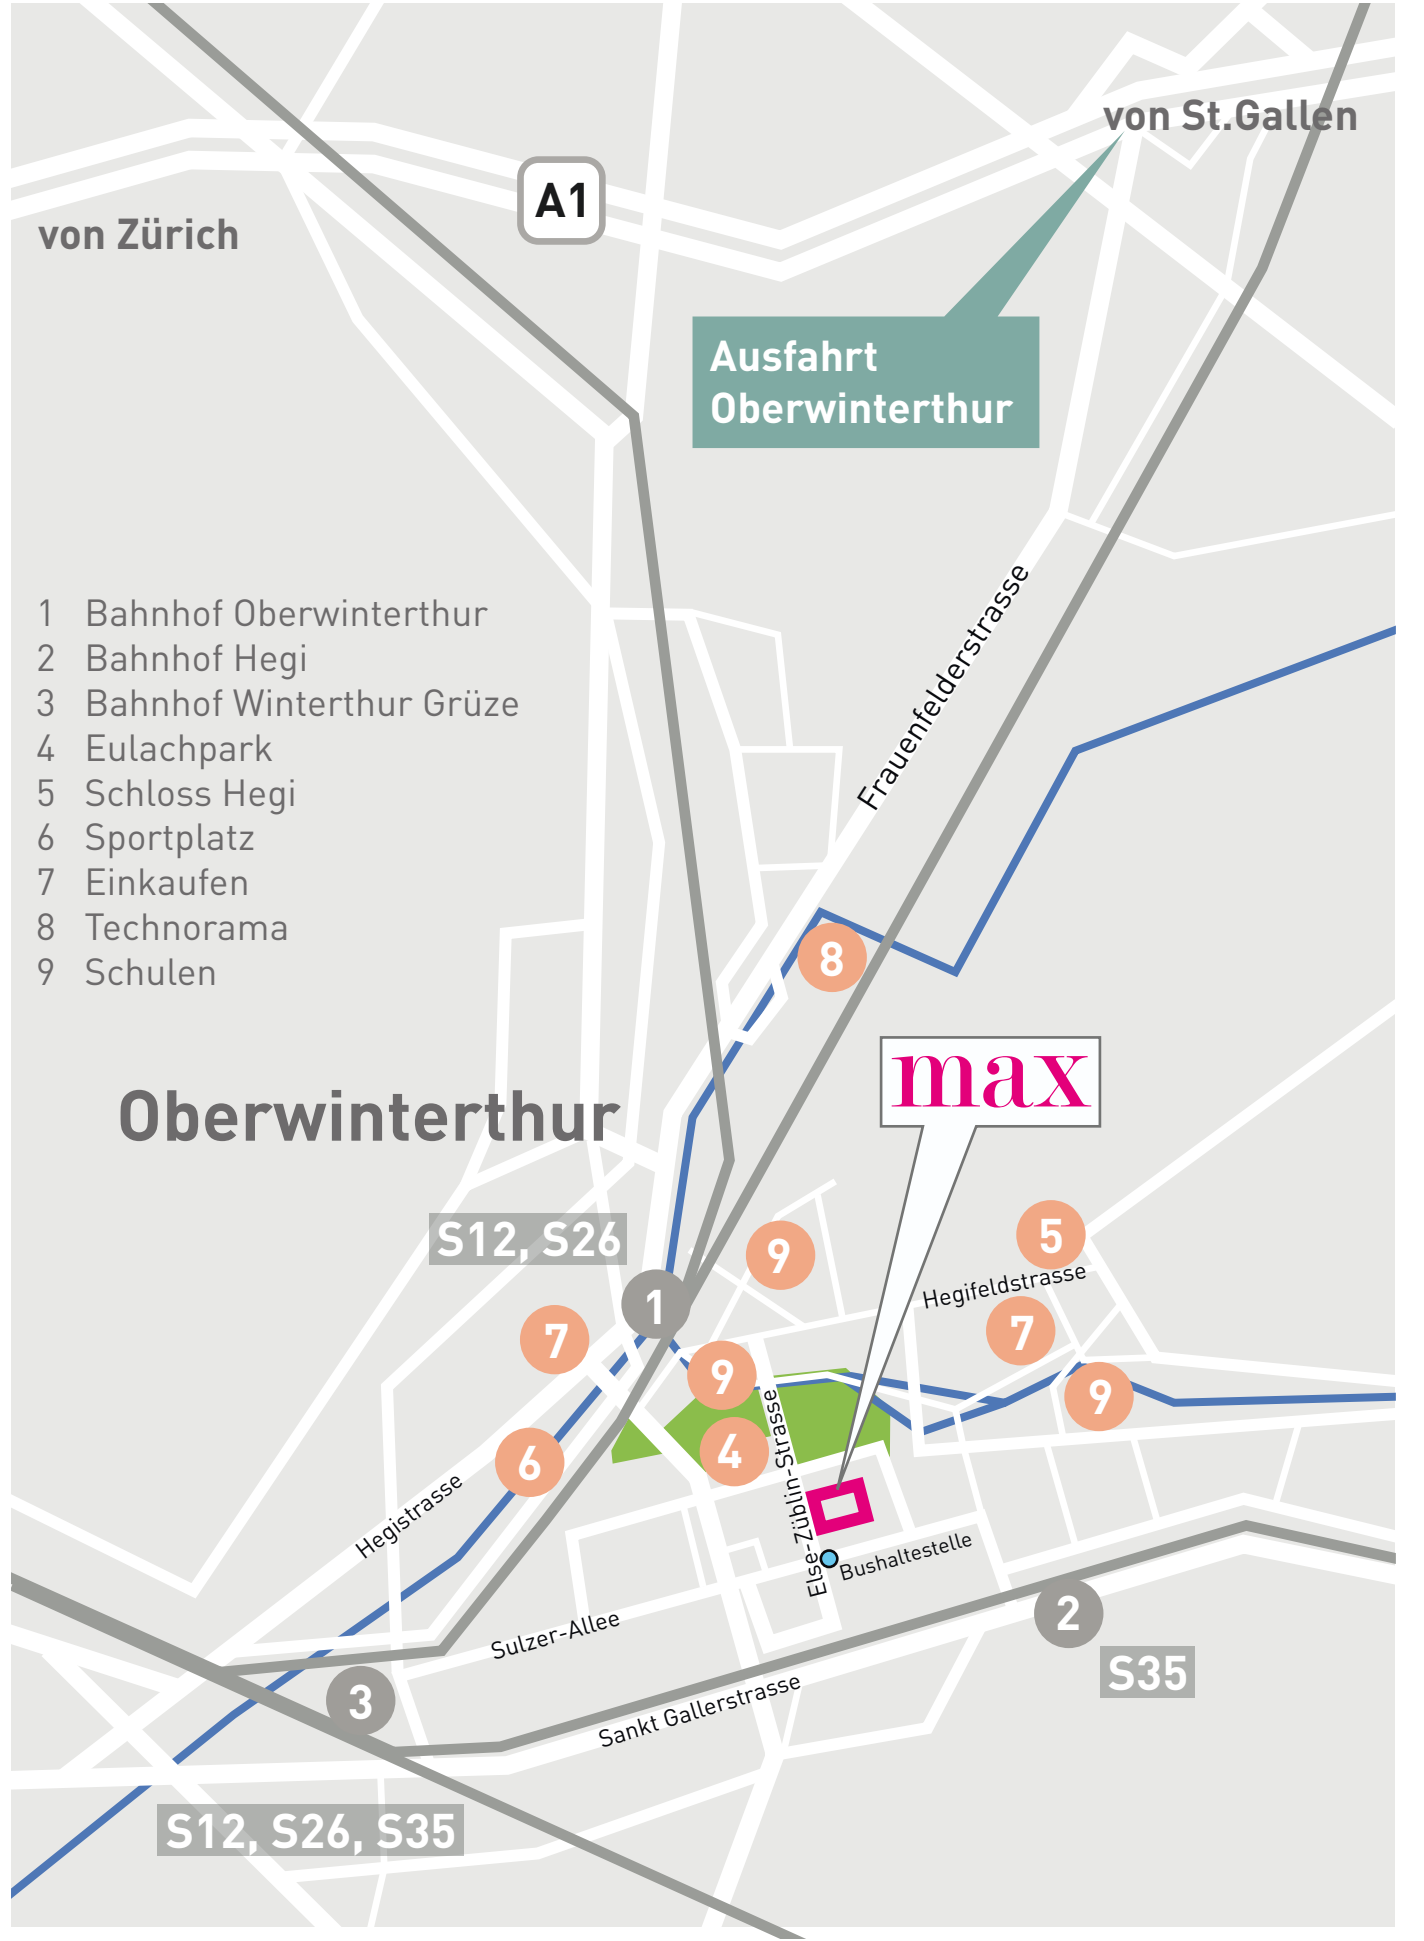 von St.Gallen
A1
von Zürich
Ausfahrt
Oberwinterthur
Frauenfelderstrasse
1 Bahnhof Oberwinterthur
2 Bahnhof Hegi
3 Bahnhof Winterthur Grüze
4 Eulachpark
5 Schloss Hegi
6 Sportplatz
7 Einkaufen
8 Technorama
9 Schulen
8
max
Oberwinterthur
S12, S26
9
5
Hegifeldstrasse
1
7
7
9
9
4
6
Else-Züblin-Strasse
Hegistrasse
Bushaltestelle
2
Sulzer-Allee
S35
3
Sankt Gallerstrasse
S12, S26, S35